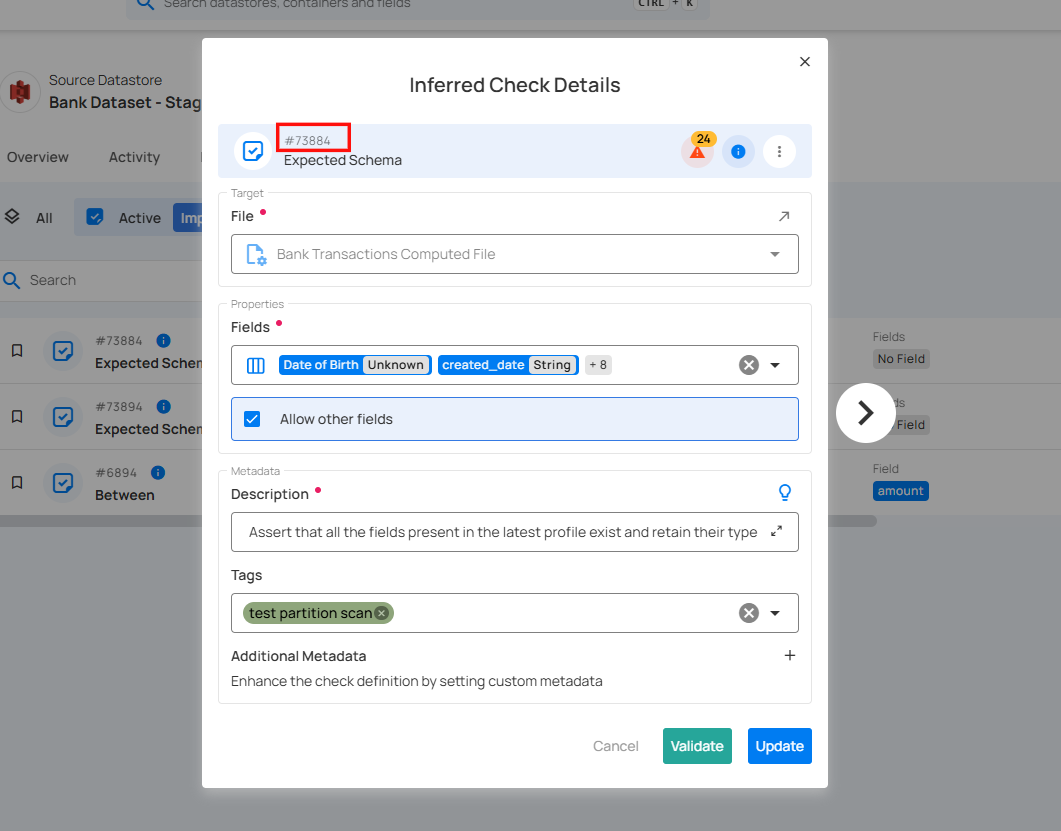 Search datastores, containers and fields
CTRL + K
Source Datastore
Bank Dataset - Stag
Overview
Activity
All
Active
Imp
Search
#73884
Expected Schem
Fields
No Field
#73894
Expected Schem
ds
Field
#6894
Between
Field
amount
Inferred Check Details
#73884
Expected Schema
24
Target
File
Bank Transactions Computed File
Properties
Fields
Date of Birth Unknown created_date String + 8
Allow other fields
Metadata
Description
Assert that all the fields present in the latest profile exist and retain their type
Tags
test partition scan
Additional Metadata
Enhance the check definition by setting custom metadata
Cancel
Validate
Update